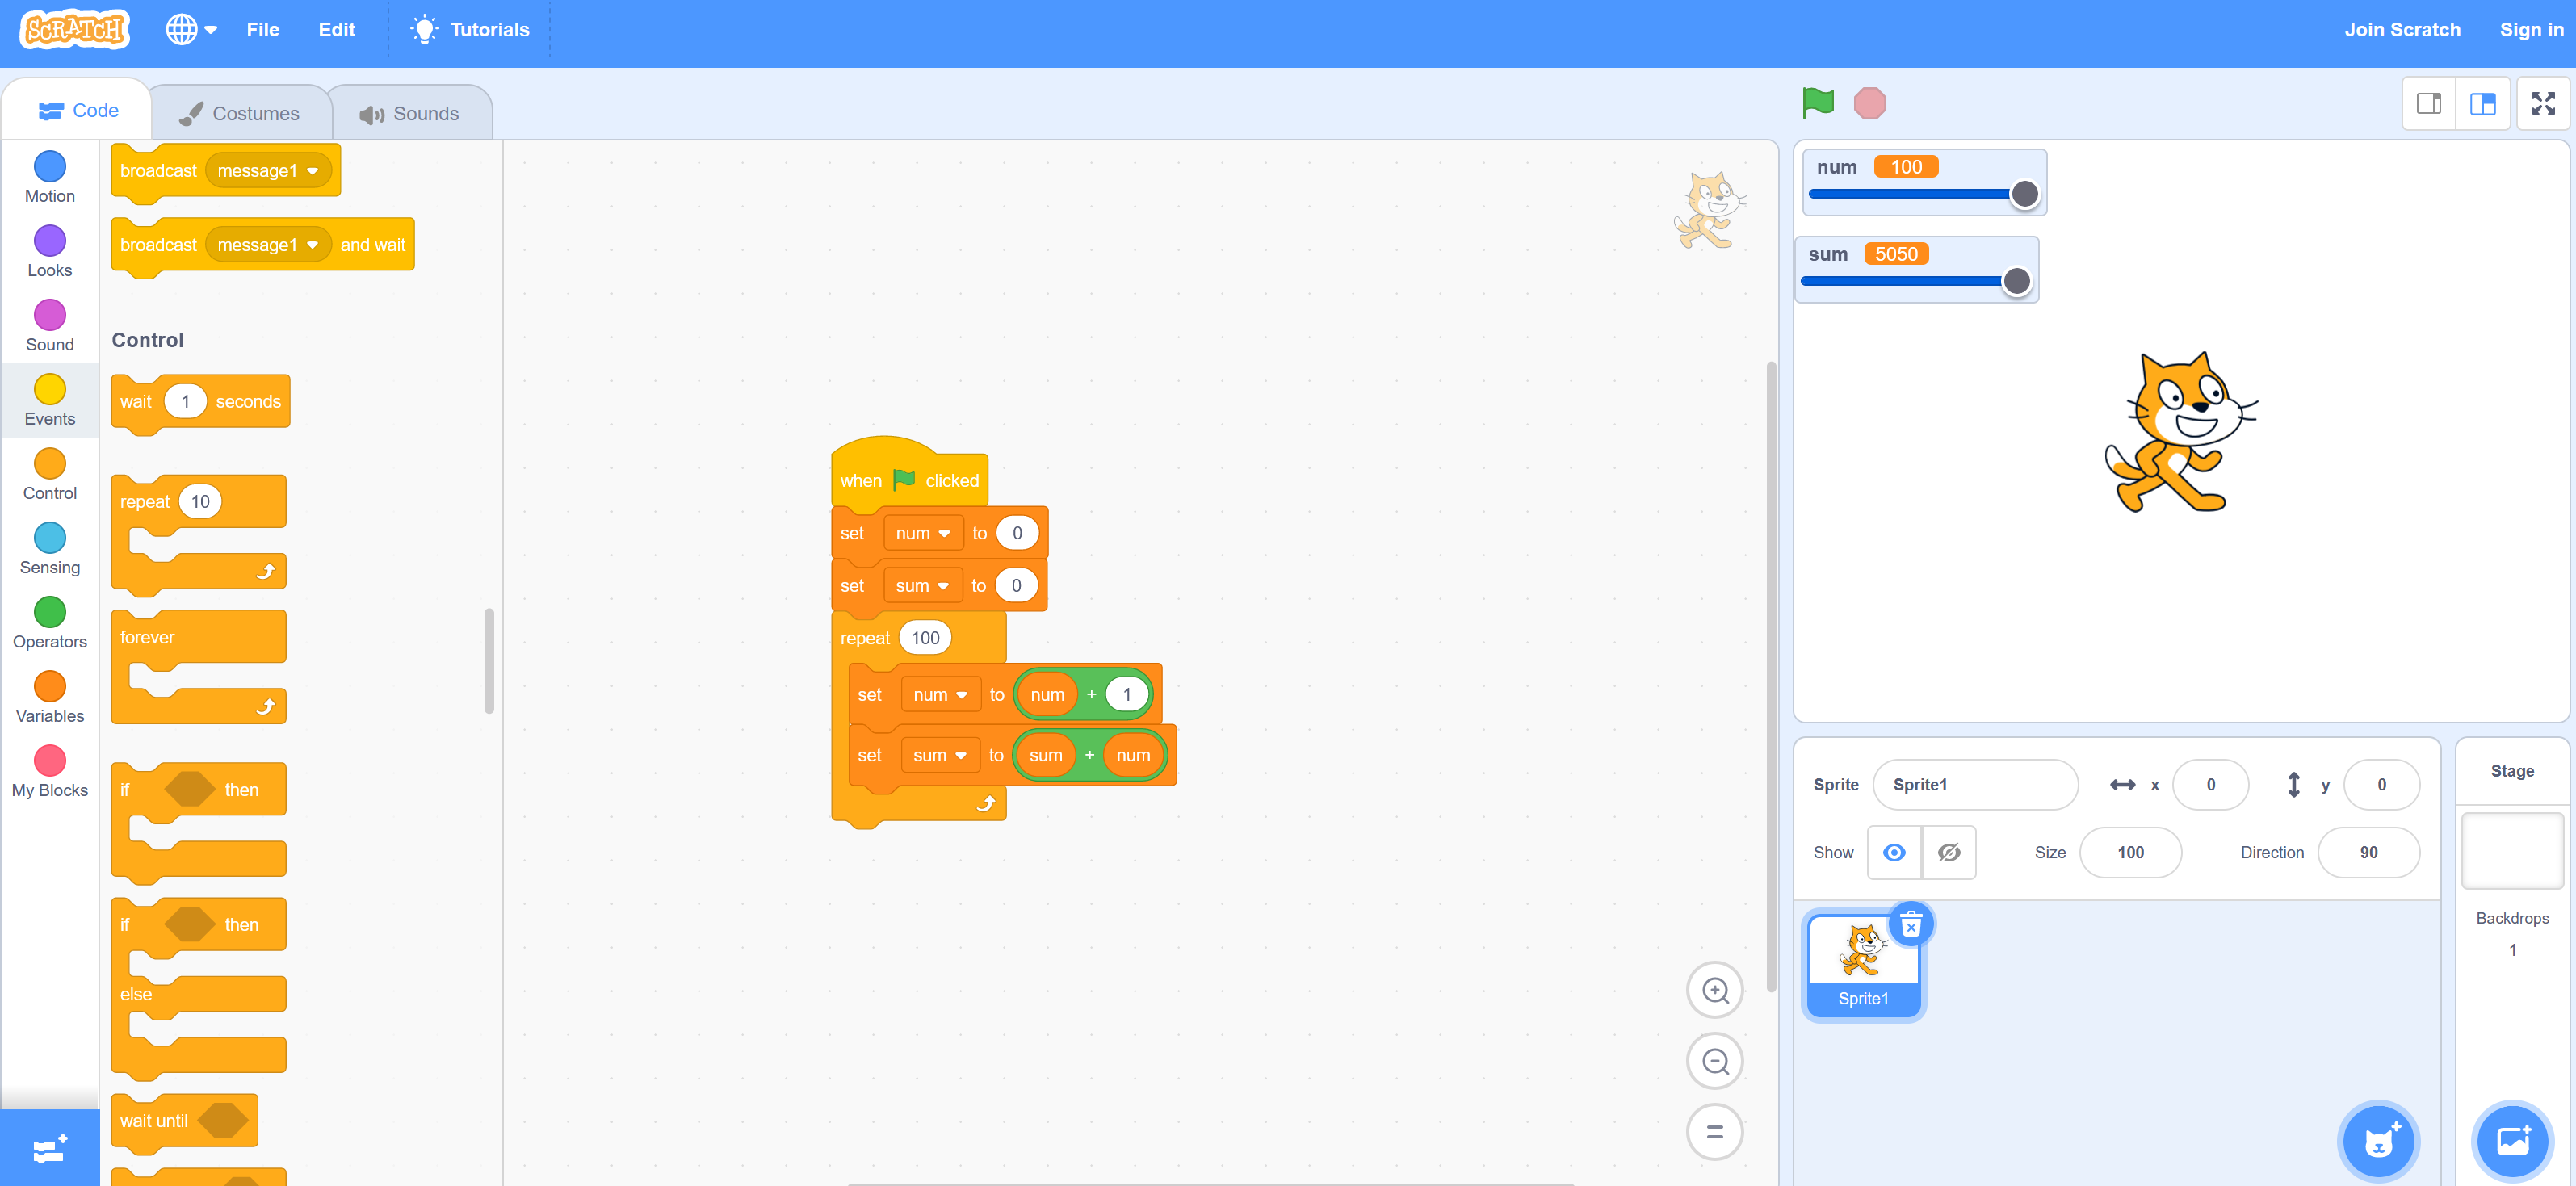 SCRATCH File Edit Tutorials Join Scratch Sign in
Code Costumes Sounds
Motion
Looks
Sound
Events
Control
Sensing
Operators
Variables
My Blocks
broadcast message1
broadcast message1 and wait
Control
wait 1 seconds
repeat 10
forever
if then
if then
else
wait until
when clicked
set num to 0
set sum to 0
repeat 100
set num to num + 1
set sum to sum + num
num 100
sum 5050
Sprite Sprite1 x 0 y 0
Show Size 100 Direction 90
Sprite1
Stage
Backdrops
1